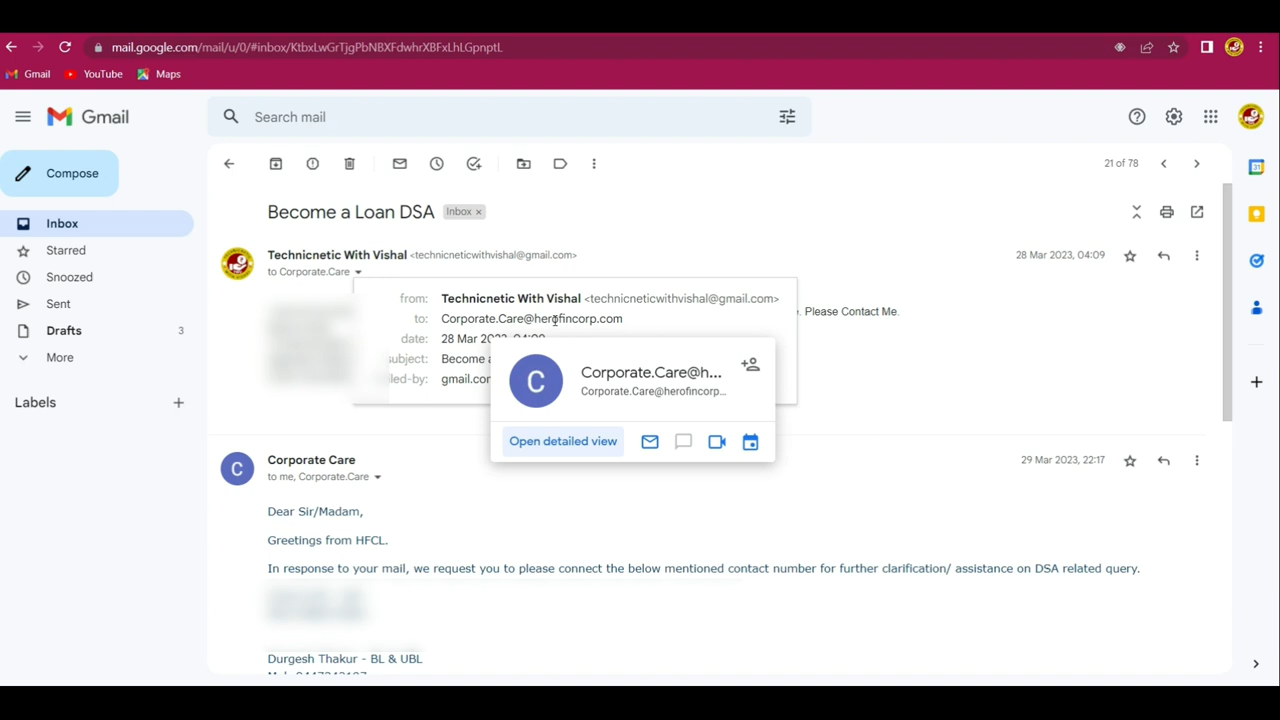 mail.google.com/mail/u/0/#inbox/KtbxLwGrTjgPbNBXFdwhrXBFxLhLGpnptL
Gmail YouTube Maps
Gmail
Search mail
Compose
21 of 78
Inbox
Starred
Snoozed
Sent
Drafts 3
More
Labels
31
Become a Loan DSA Inbox ×
Technicnetic With Vishal <technicneticwithvishal@gmail.com> 28 Mar 2023, 04:09
to Corporate.Care
from: Technicnetic With Vishal <technicneticwithvishal@gmail.com>
. Please Contact Me.
to: Corporate.Care@herofincorp.com
date: 28 Mar 2023, 04:09
subject: Become a
gmail.com
C
Corporate.Care@h...
Corporate.Care@herofincorp...
Open detailed view
C
Corporate Care 29 Mar 2023, 22:17
to me, Corporate.Care
Dear Sir/Madam,
Greetings from HFCL.
In response to your mail, we request you to please connect the below mentioned contact number for further clarification/ assistance on DSA related query.
Durgesh Thakur - BL & UBL